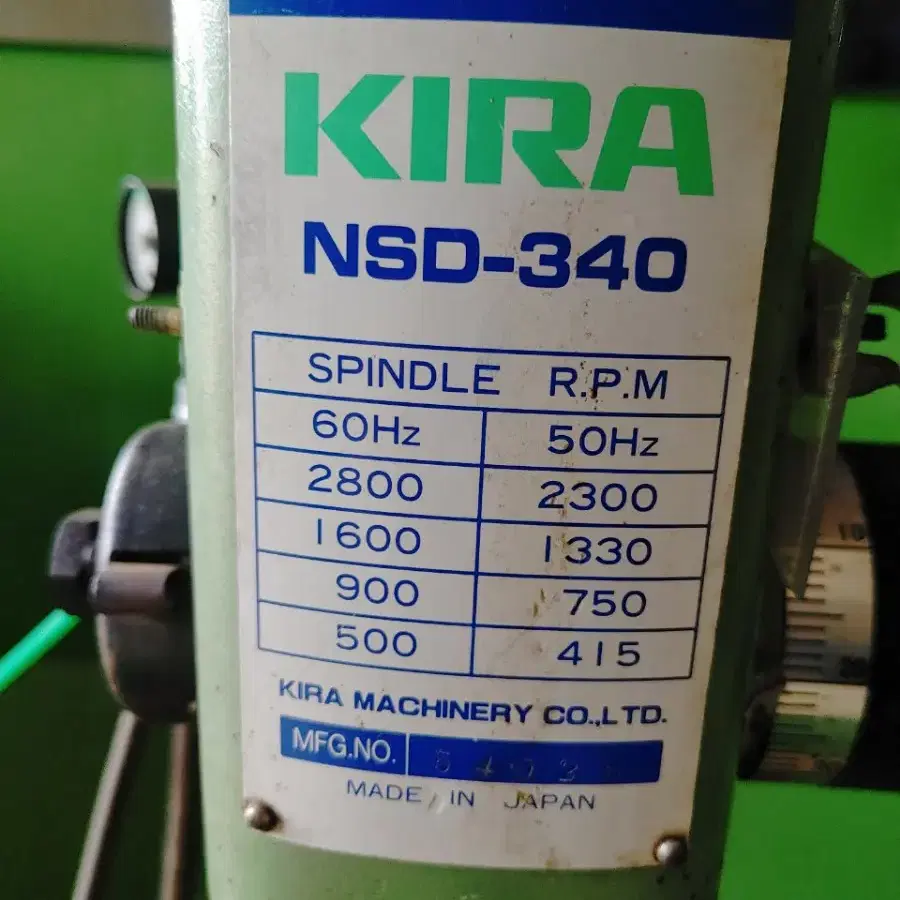 KIRA
NSD-340
SPINDLE R.P.M
60Hz 50Hz
2800 2300
1600 1330
900 750
500 415
KIRA MACHINERY CO.,LTD.
MFG.NO.
MADE IN JAPAN